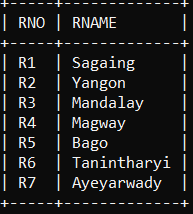 +-----+-------------+
| RNO | RNAME       |
+-----+-------------+
| R1  | Sagaing     |
| R2  | Yangon      |
| R3  | Mandalay    |
| R4  | Magway      |
| R5  | Bago        |
| R6  | Tanintharyi |
| R7  | Ayeyarwady  |
+-----+-------------+